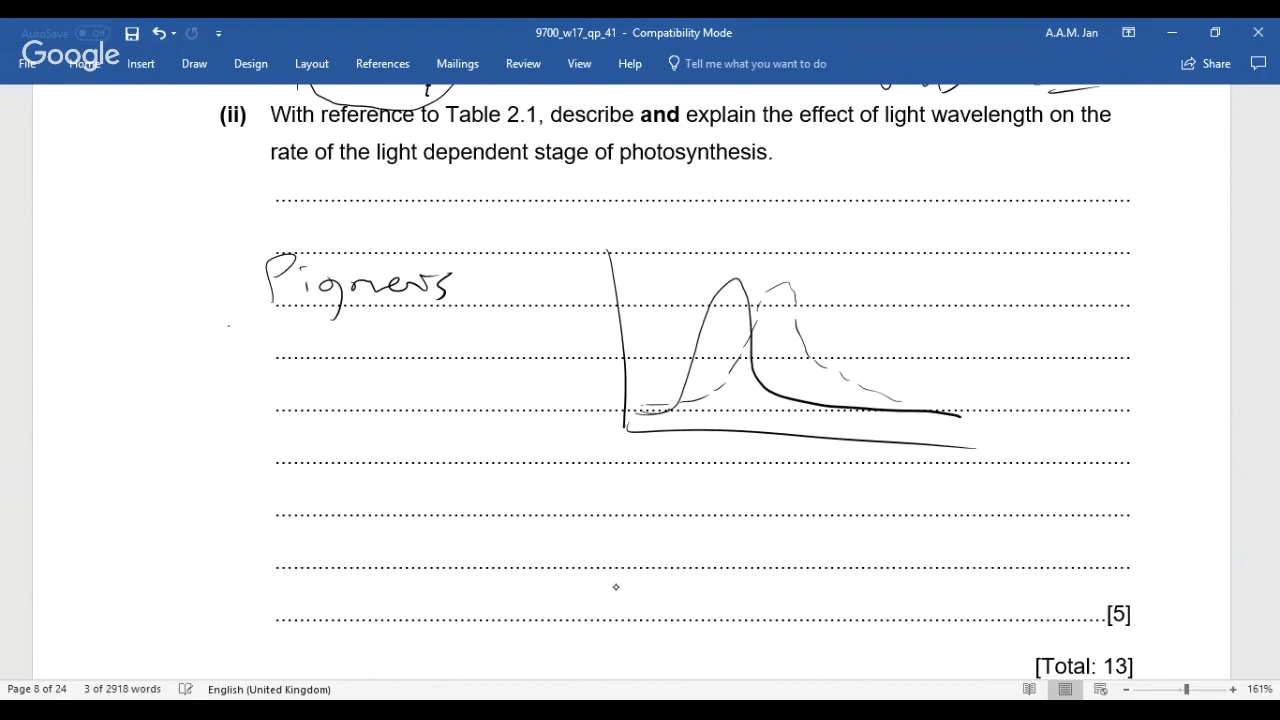 AutoSave Off
9700_w17_qp_41 - Compatibility Mode
A.A.M. Jan
Google
File Home Insert Draw Design Layout References Mailings Review View Help Tell me what you want to do Share
(ii) With reference to Table 2.1, describe and explain the effect of light wavelength on the
rate of the light dependent stage of photosynthesis.
Pigments
[5]
[Total: 13]
Page 8 of 24 3 of 2918 words English (United Kingdom) 161%